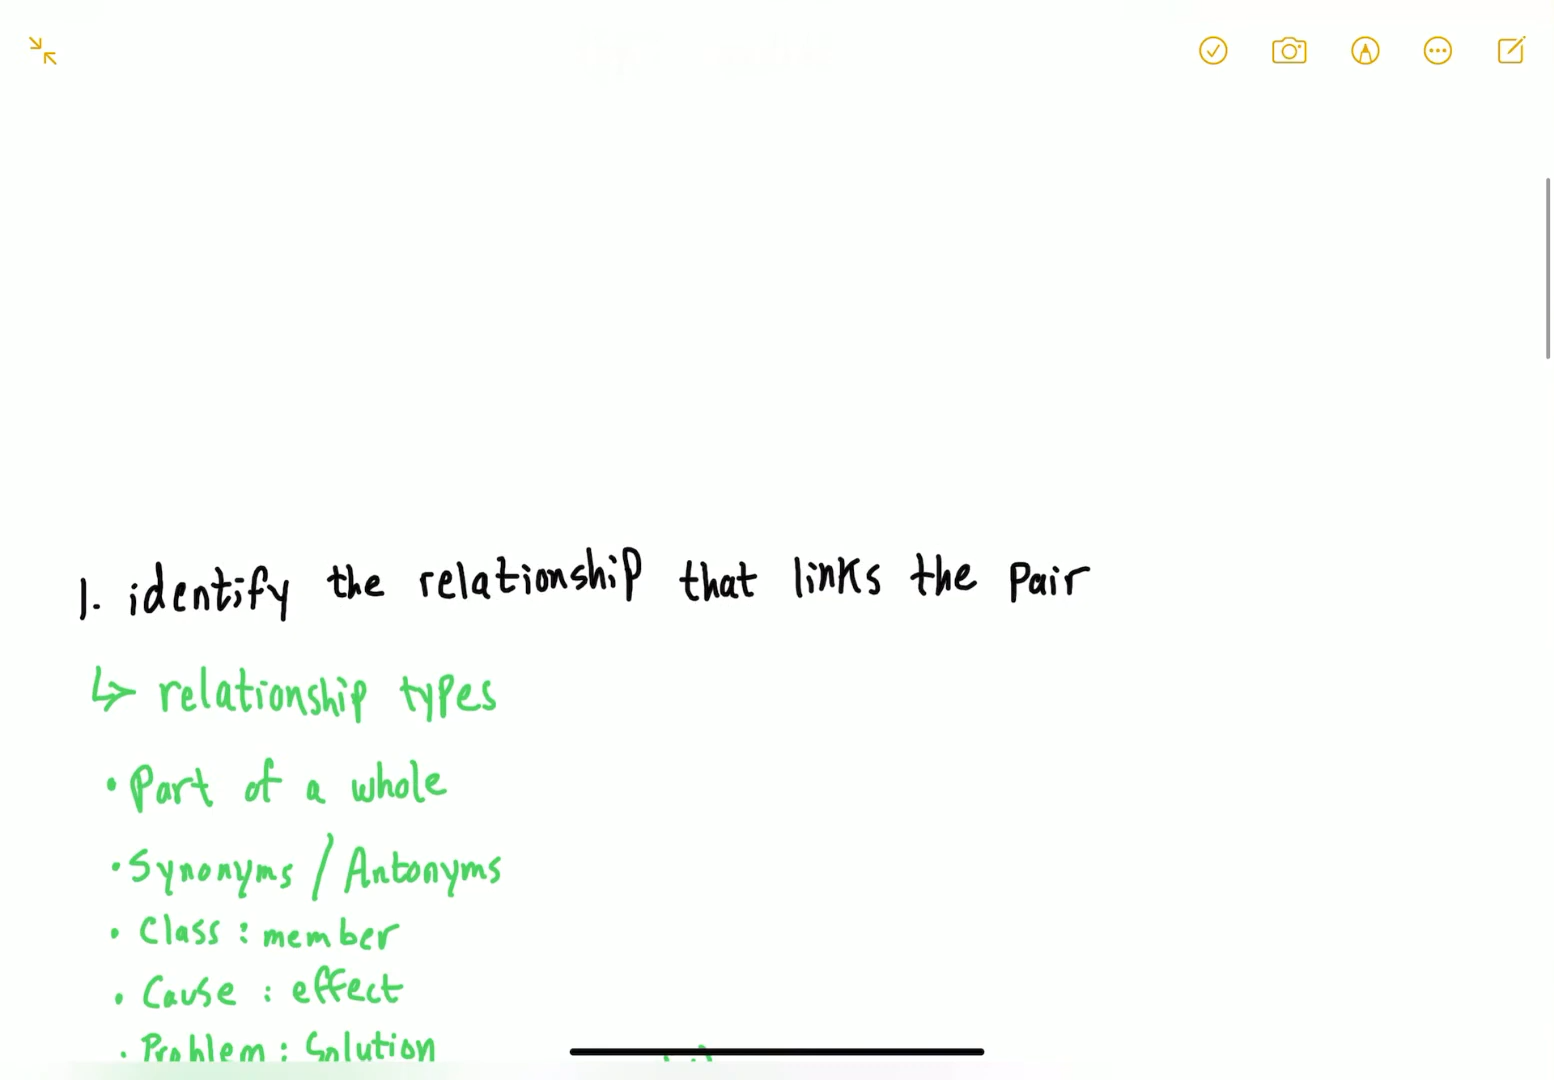 1. identify the relationship that links the pair
↳ relationship types
• Part of a whole
• Synonyms / Antonyms
• Class : member
• Cause : effect
• Problem : Solution